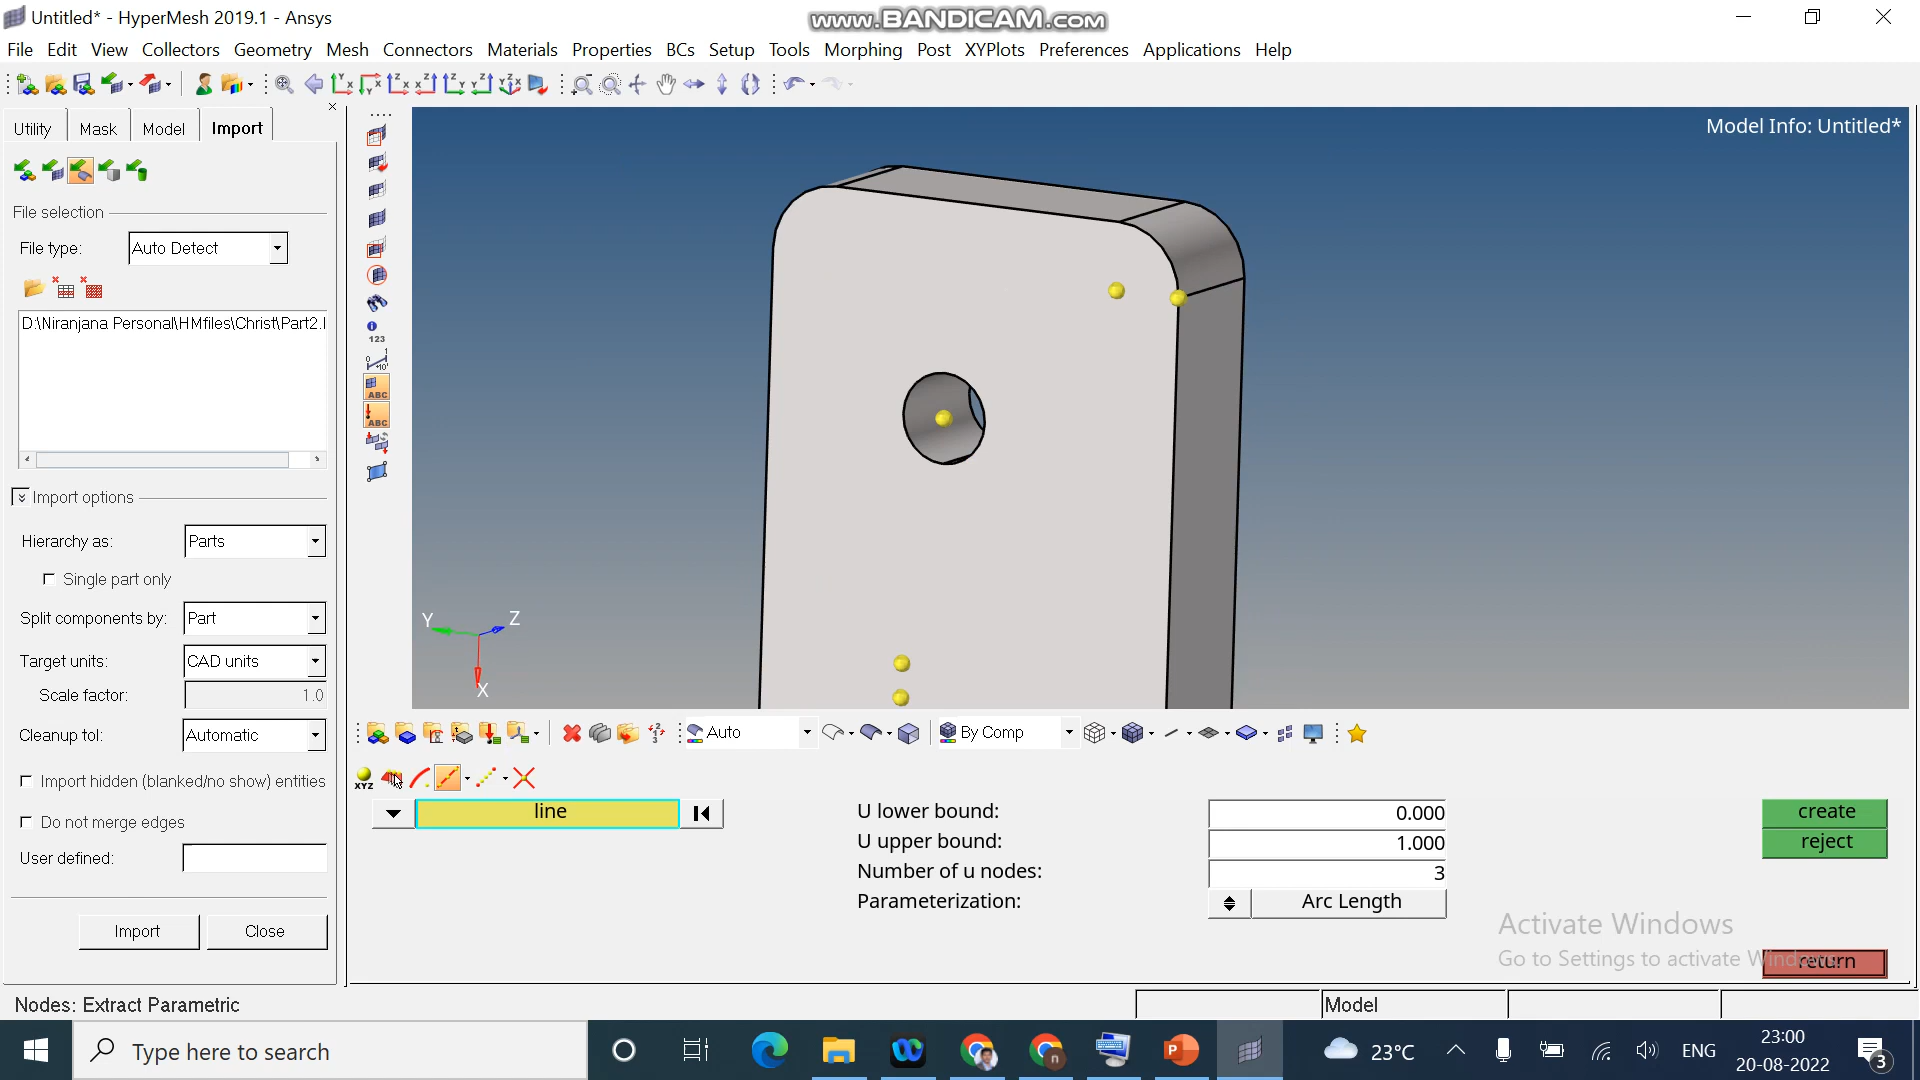 Untitled* - HyperMesh 2019.1 - Ansys
www.BANDICAM.com
File Edit View Collectors Geometry Mesh Connectors Materials Properties BCs Setup Tools Morphing Post XYPlots Preferences Applications Help
Utility Mask Model Import
Model Info: Untitled*
File selection
File type: Auto Detect
D:\Niranjana Personal\HMfiles\Christ\Part2.I
Import options
Hierarchy as: Parts
Single part only
Split components by: Part
Target units: CAD units
Scale factor: 1.0
Cleanup tol: Automatic
Import hidden (blanked/no show) entities
Do not merge edges
User defined:
Import Close
123
ABC
ABC
Y Z
X
Auto By Comp
XYZ
line
U lower bound: 0.000
U upper bound: 1.000
Number of u nodes: 3
Parameterization: Arc Length
create
reject
return
Activate Windows
Go to Settings to activate Windows.
Nodes: Extract Parametric
Model
Type here to search
23°C
ENG
23:00
20-08-2022
3